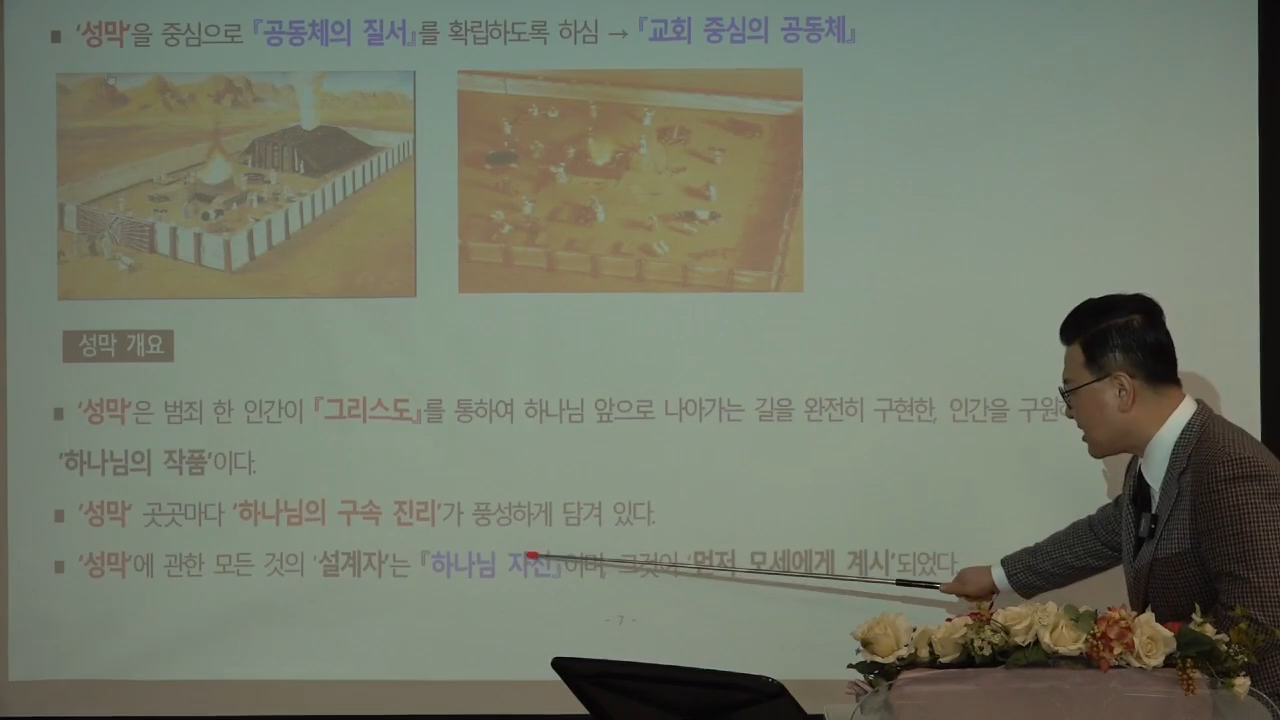 ▪ '성막'을 중심으로 『공동체의 질서』를 확립하도록 하심 → 『교회 중심의 공동체』
성막 개요
▪ '성막'은 범죄 한 인간이 『그리스도』를 통하여 하나님 앞으로 나아가는 길을 완전히 구현한, 인간을
'하나님의 작품'이다.
▪ '성막' 곳곳마다 '하나님의 구속 진리'가 풍성하게 담겨 있다.
▪ '성막'에 관한 모든 것의 '설계자'는 『하나님 자신』이며, 그것이 '먼저 모세에게 계시'되었다.
- 7 -